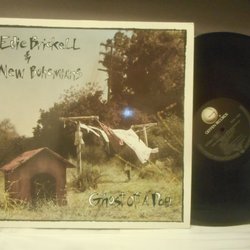 Edie Brickell
&
New Bohemians
Ghost of a Dog